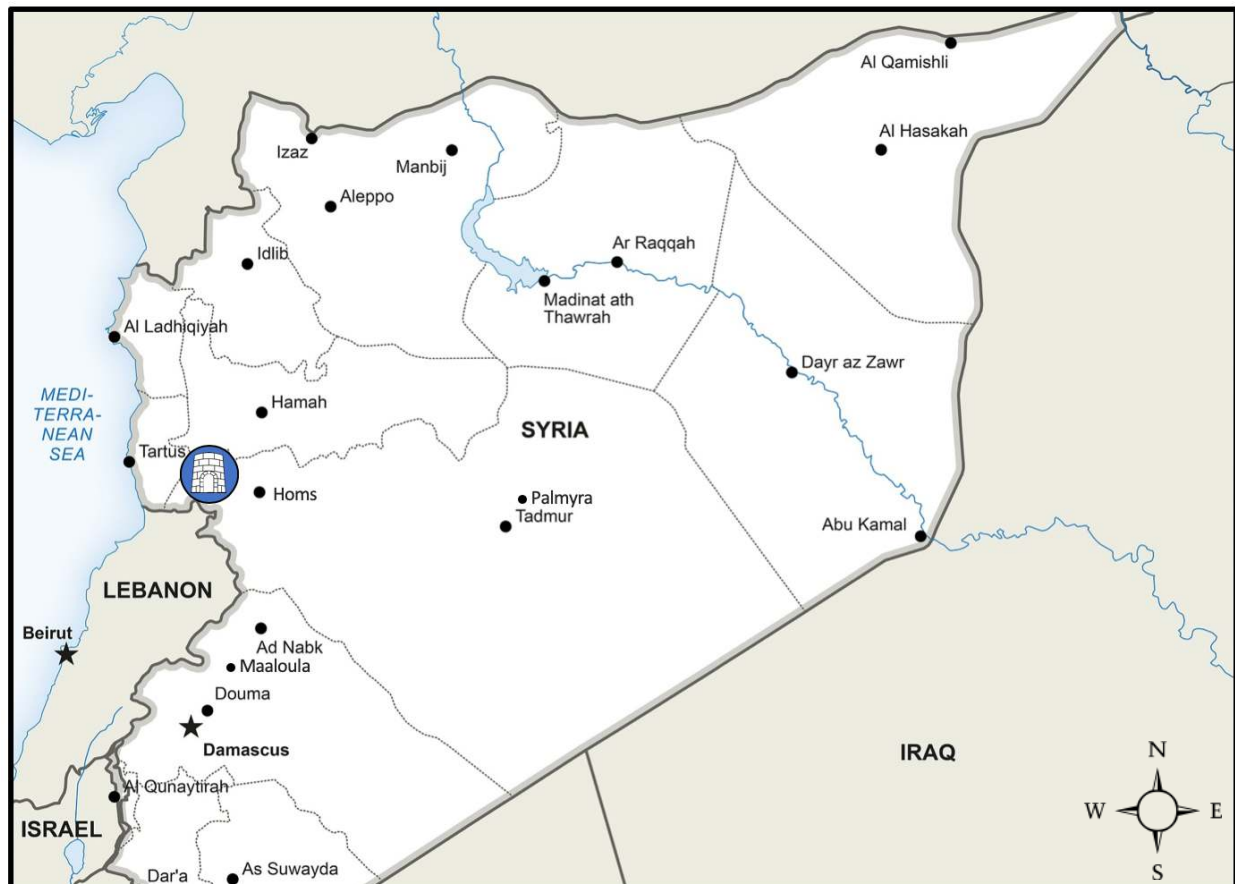 Al Qamishli
Al Hasakah
Izaz
Manbij
Aleppo
Idlib
Ar Raqqah
Madinat ath
Thawrah
Al Ladhiqiyah
Dayr az Zawr
MEDI-
TERRA-
NEAN
SEA
Hamah
SYRIA
Tartus
Homs
Palmyra
Tadmur
Abu Kamal
LEBANON
Beirut
Ad Nabk
Maaloula
Douma
Damascus
IRAQ
N
W
E
S
Al Qunaytirah
ISRAEL
Dar'a
As Suwayda